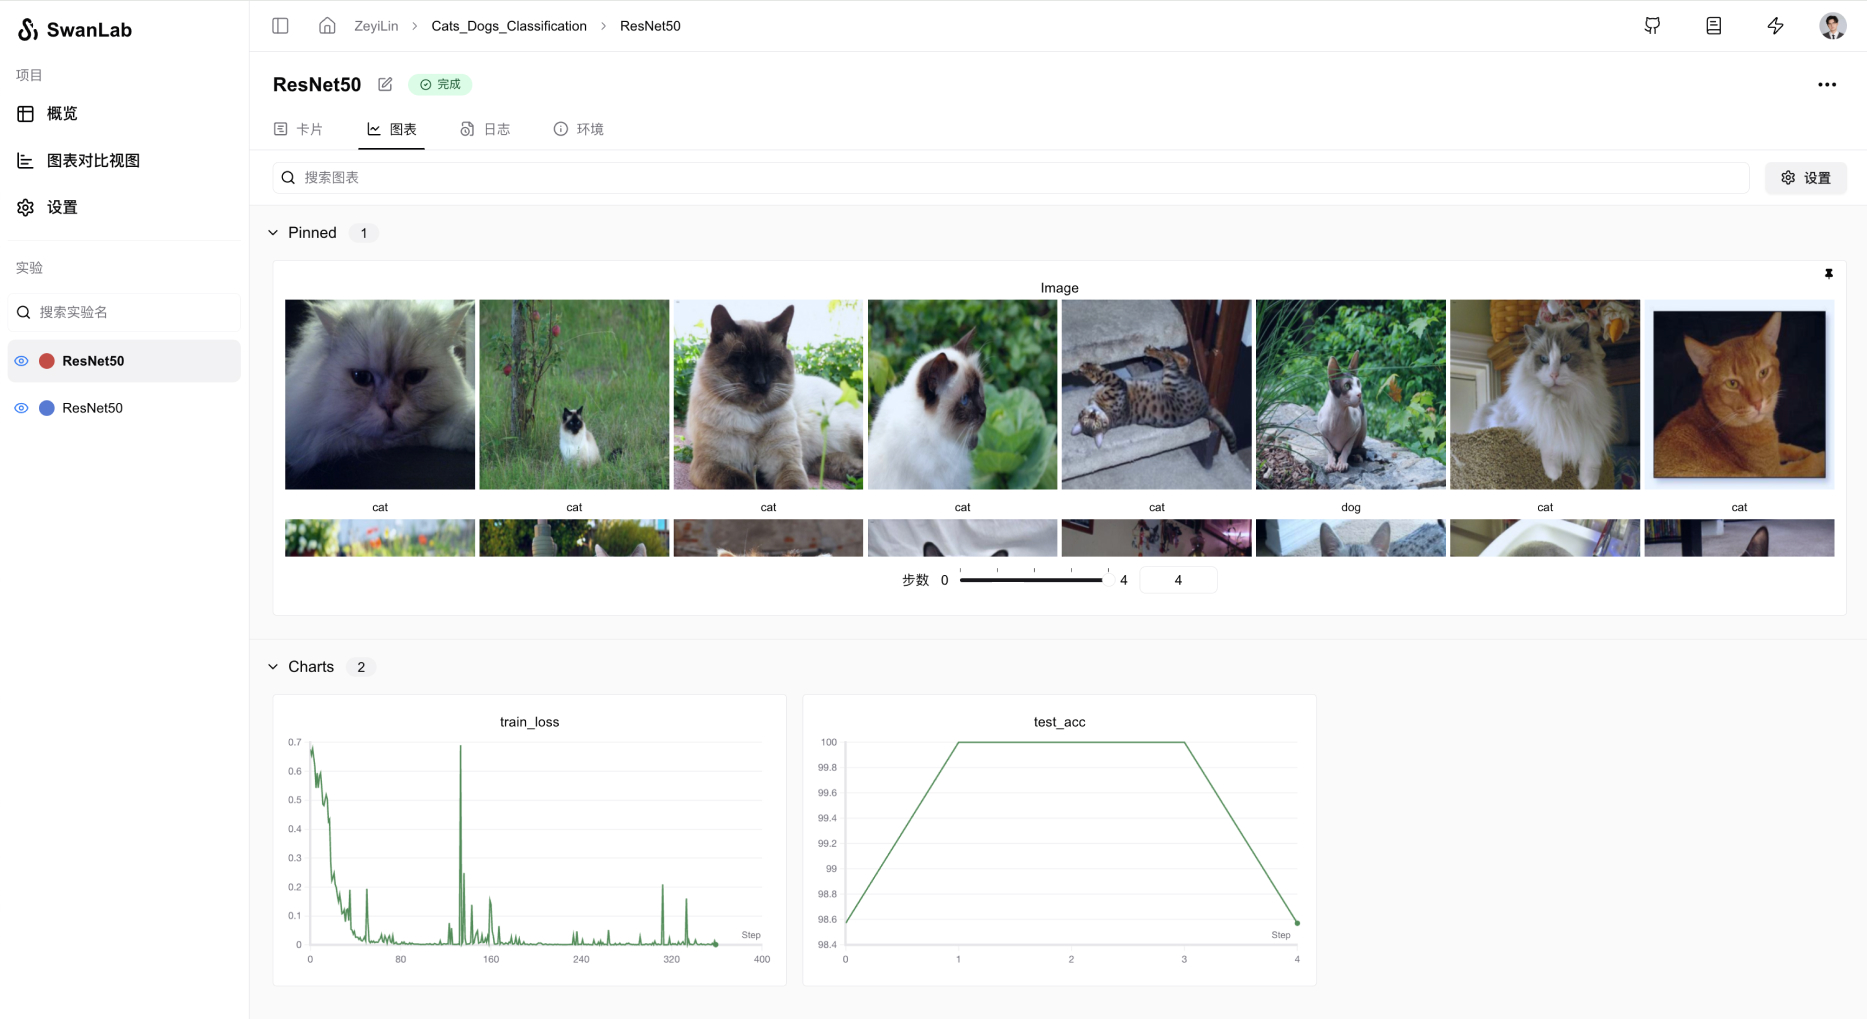 SwanLab
项目
概览
图表对比视图
设置
实验
搜索实验名
ResNet50
ResNet50
ZeyiLin > Cats_Dogs_Classification > ResNet50
ResNet50 完成
卡片 图表 日志 环境
搜索图表 设置
Pinned 1
Image
cat cat cat cat cat dog cat cat
步数 0 4 4
Charts 2
train_loss
0.7
0.6
0.5
0.4
0.3
0.2
0.1
0
Step
0 80 160 240 320 400
test_acc
100
99.8
99.6
99.4
99.2
99
98.8
98.6
98.4
Step
0 1 2 3 4